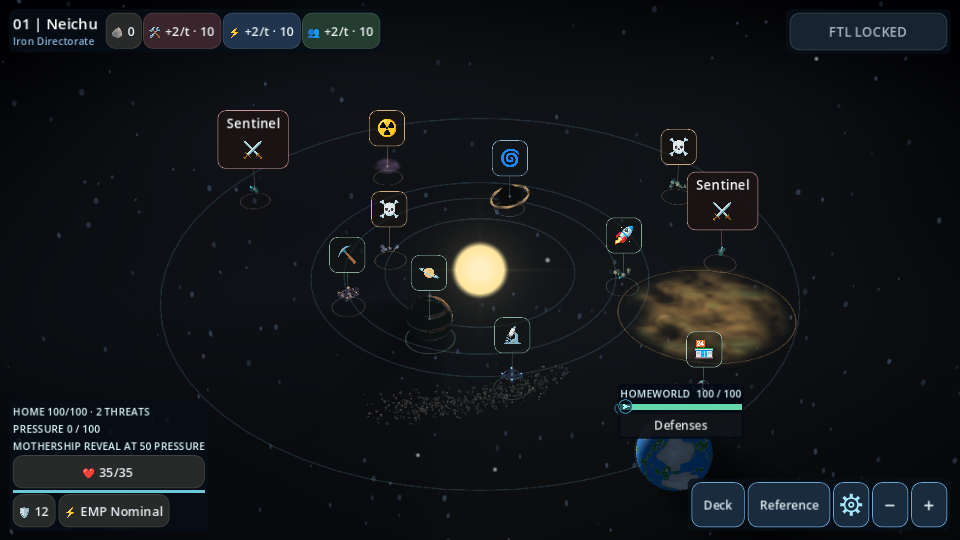 01 | Neichu
Iron Directorate
0
+2/t · 10
+2/t · 10
+2/t · 10
FTL LOCKED
Sentinel
Sentinel
24
HOMEWORLD 100 / 100
Defenses
HOME 100/100 · 2 THREATS
PRESSURE 0 / 100
MOTHERSHIP REVEAL AT 50 PRESSURE
35/35
12
EMP Nominal
Deck
Reference
−
+